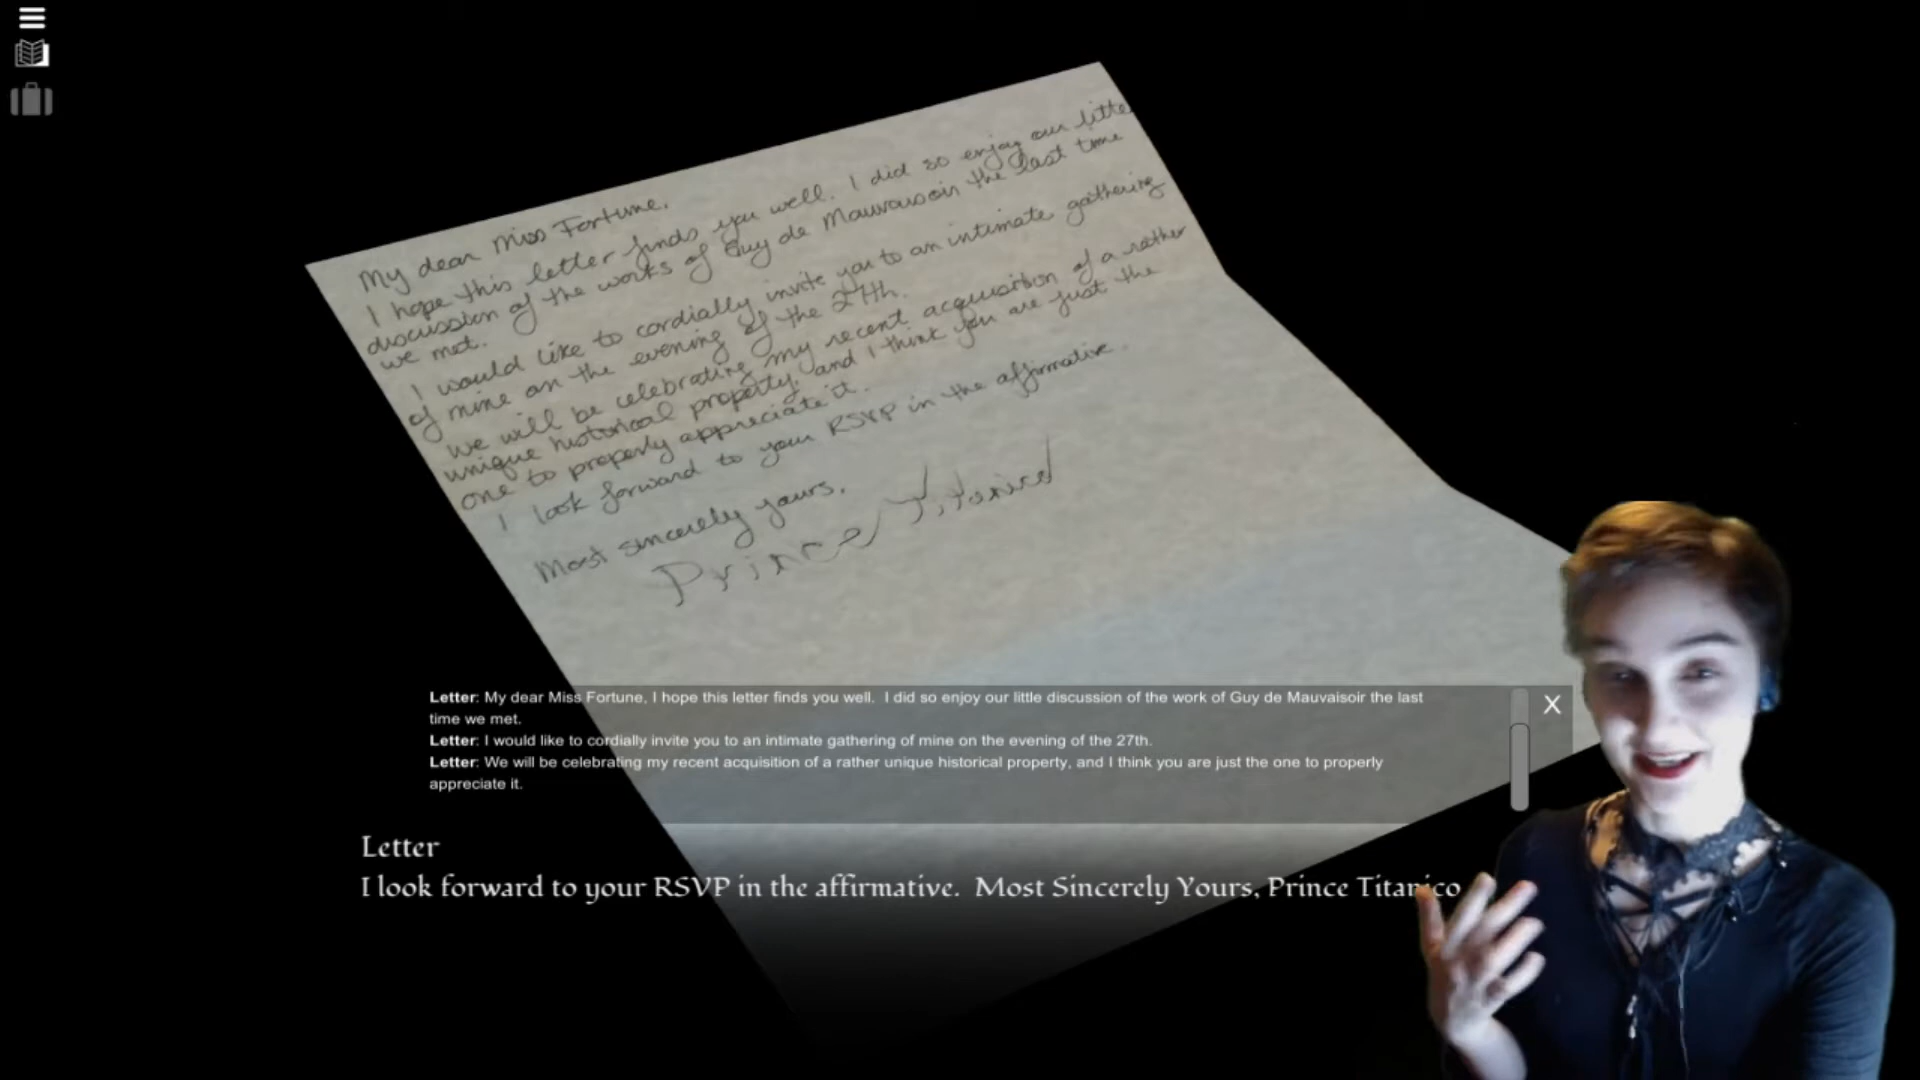 My dear Miss Fortune,
I hope this letter finds you well. I did so enjoy our little
discussion of the works of Guy de Mauvaisoir the last time
we met.
I would like to cordially invite you to an intimate gathering
of mine on the evening of the 27th.
We will be celebrating my recent acquisition of a rather
unique historical property, and I think you are just the
one to properly appreciate it.
I look forward to your RSVP in the affirmative.
Most sincerely yours,
Prince
Letter: My dear Miss Fortune, I hope this letter finds you well.  I did so enjoy our little discussion of the work of Guy de Mauvaisoir the last
time we met.
Letter: I would like to cordially invite you to an intimate gathering of mine on the evening of the 27th.
Letter: We will be celebrating my recent acquisition of a rather unique historical property, and I think you are just the one to properly
appreciate it.
X
Letter
I look forward to your RSVP in the affirmative.  Most Sincerely Yours, Prince Titanico